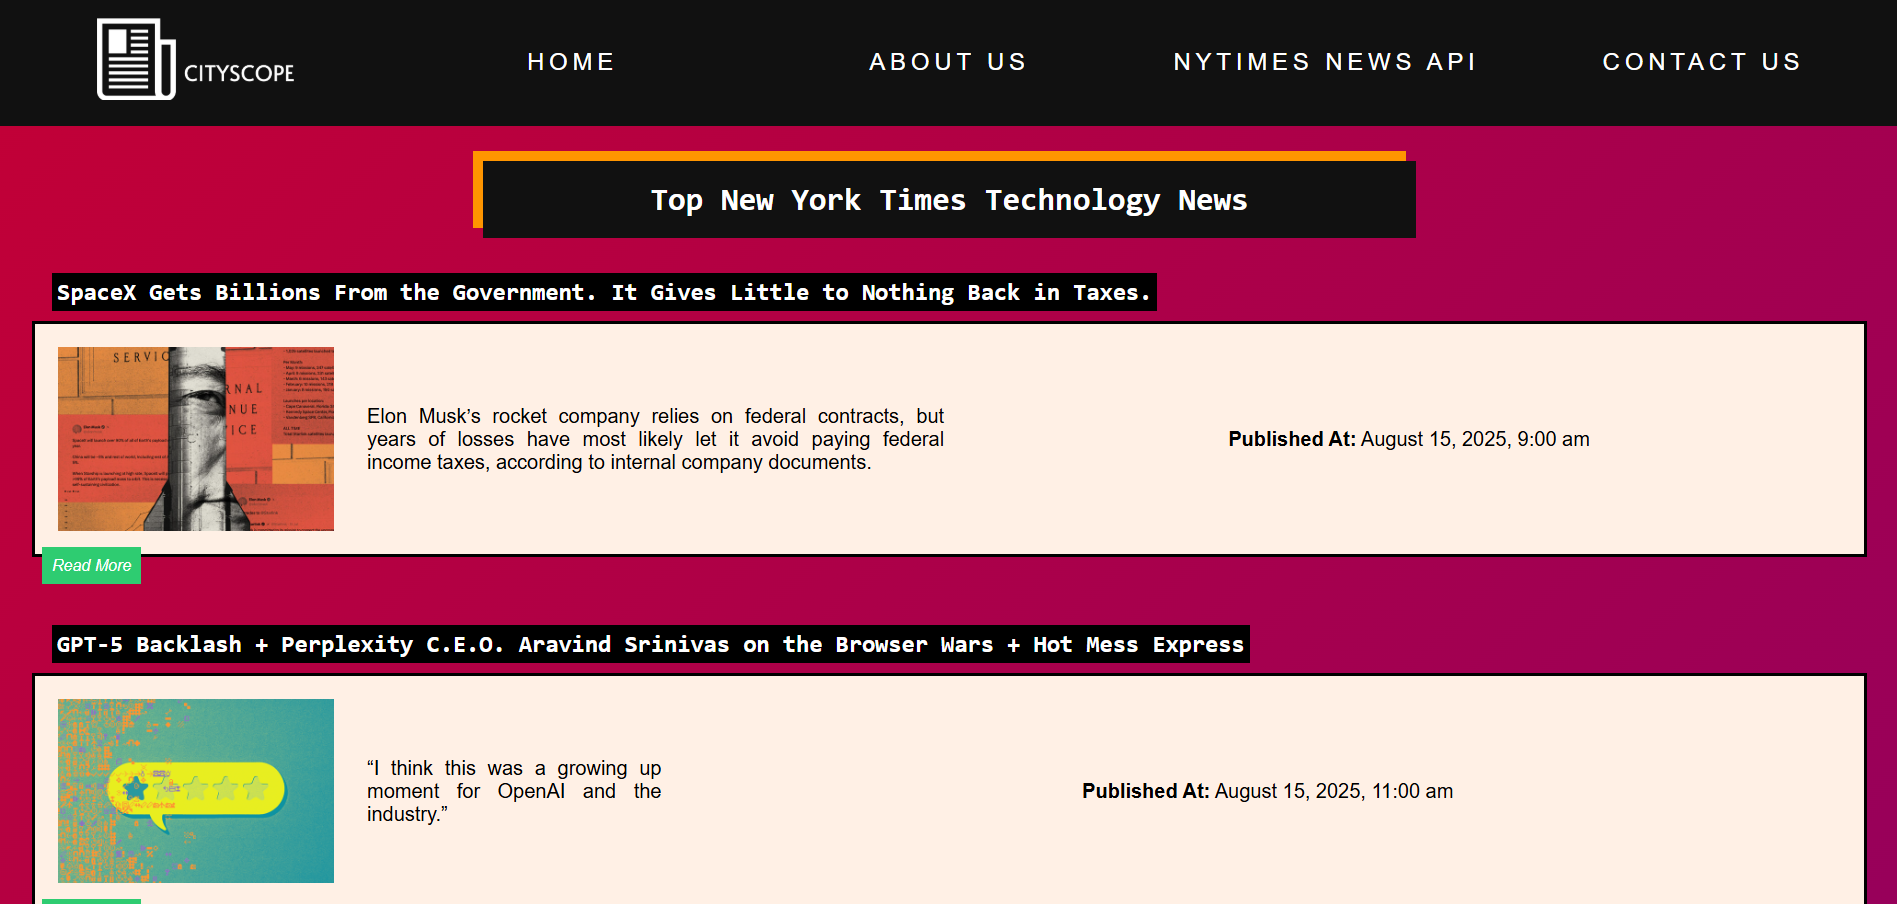 CITYSCOPE
HOME
ABOUT US
NYTIMES NEWS API
CONTACT US
Top New York Times Technology News
SpaceX Gets Billions From the Government. It Gives Little to Nothing Back in Taxes.
SERVIC
RNAL
NUE
ICE
Elon Musk’s rocket company relies on federal contracts, but
years of losses have most likely let it avoid paying federal
income taxes, according to internal company documents.
Published At: August 15, 2025, 9:00 am
Read More
GPT-5 Backlash + Perplexity C.E.O. Aravind Srinivas on the Browser Wars + Hot Mess Express
“I think this was a growing up
moment for OpenAI and the
industry.”
Published At: August 15, 2025, 11:00 am